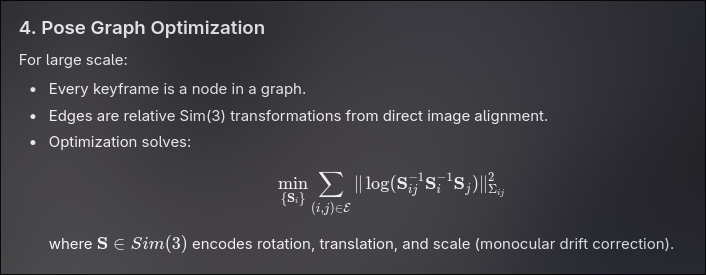 4. Pose Graph Optimization
For large scale:
• Every keyframe is a node in a graph.
• Edges are relative Sim(3) transformations from direct image alignment.
• Optimization solves:
$$\min_{\{\mathbf{S}_i\}} \sum_{(i,j)\in\mathcal{E}} \| \log(\mathbf{S}_{ij}^{-1}\mathbf{S}_i^{-1}\mathbf{S}_j)\|^2_{\Sigma_{ij}}$$
where $\mathbf{S} \in Sim(3)$ encodes rotation, translation, and scale (monocular drift correction).